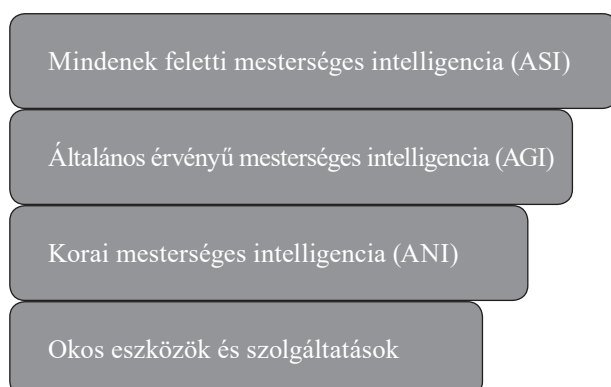 Mindenek feletti mesterséges intelligencia (ASI)
Általános érvényű mesterséges intelligencia (AGI)
Korai mesterséges intelligencia (ANI)
Okos eszközök és szolgáltatások